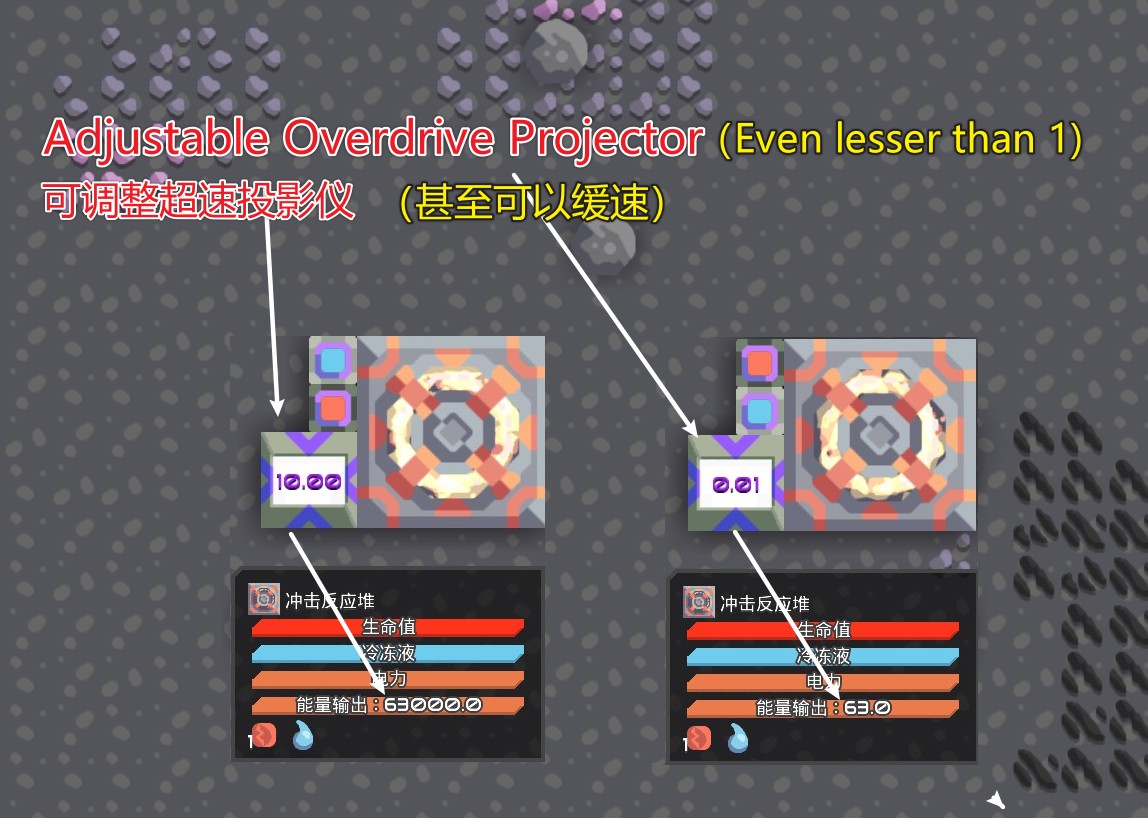 Adjustable Overdrive Projector (Even lesser than 1)
可调整超速投影仪 （甚至可以缓速）
10.00
0.01
冲击反应堆
生命值
冷冻液
电力
能量输出：63000.0
1
冲击反应堆
生命值
冷冻液
电力
能量输出：63.0
1